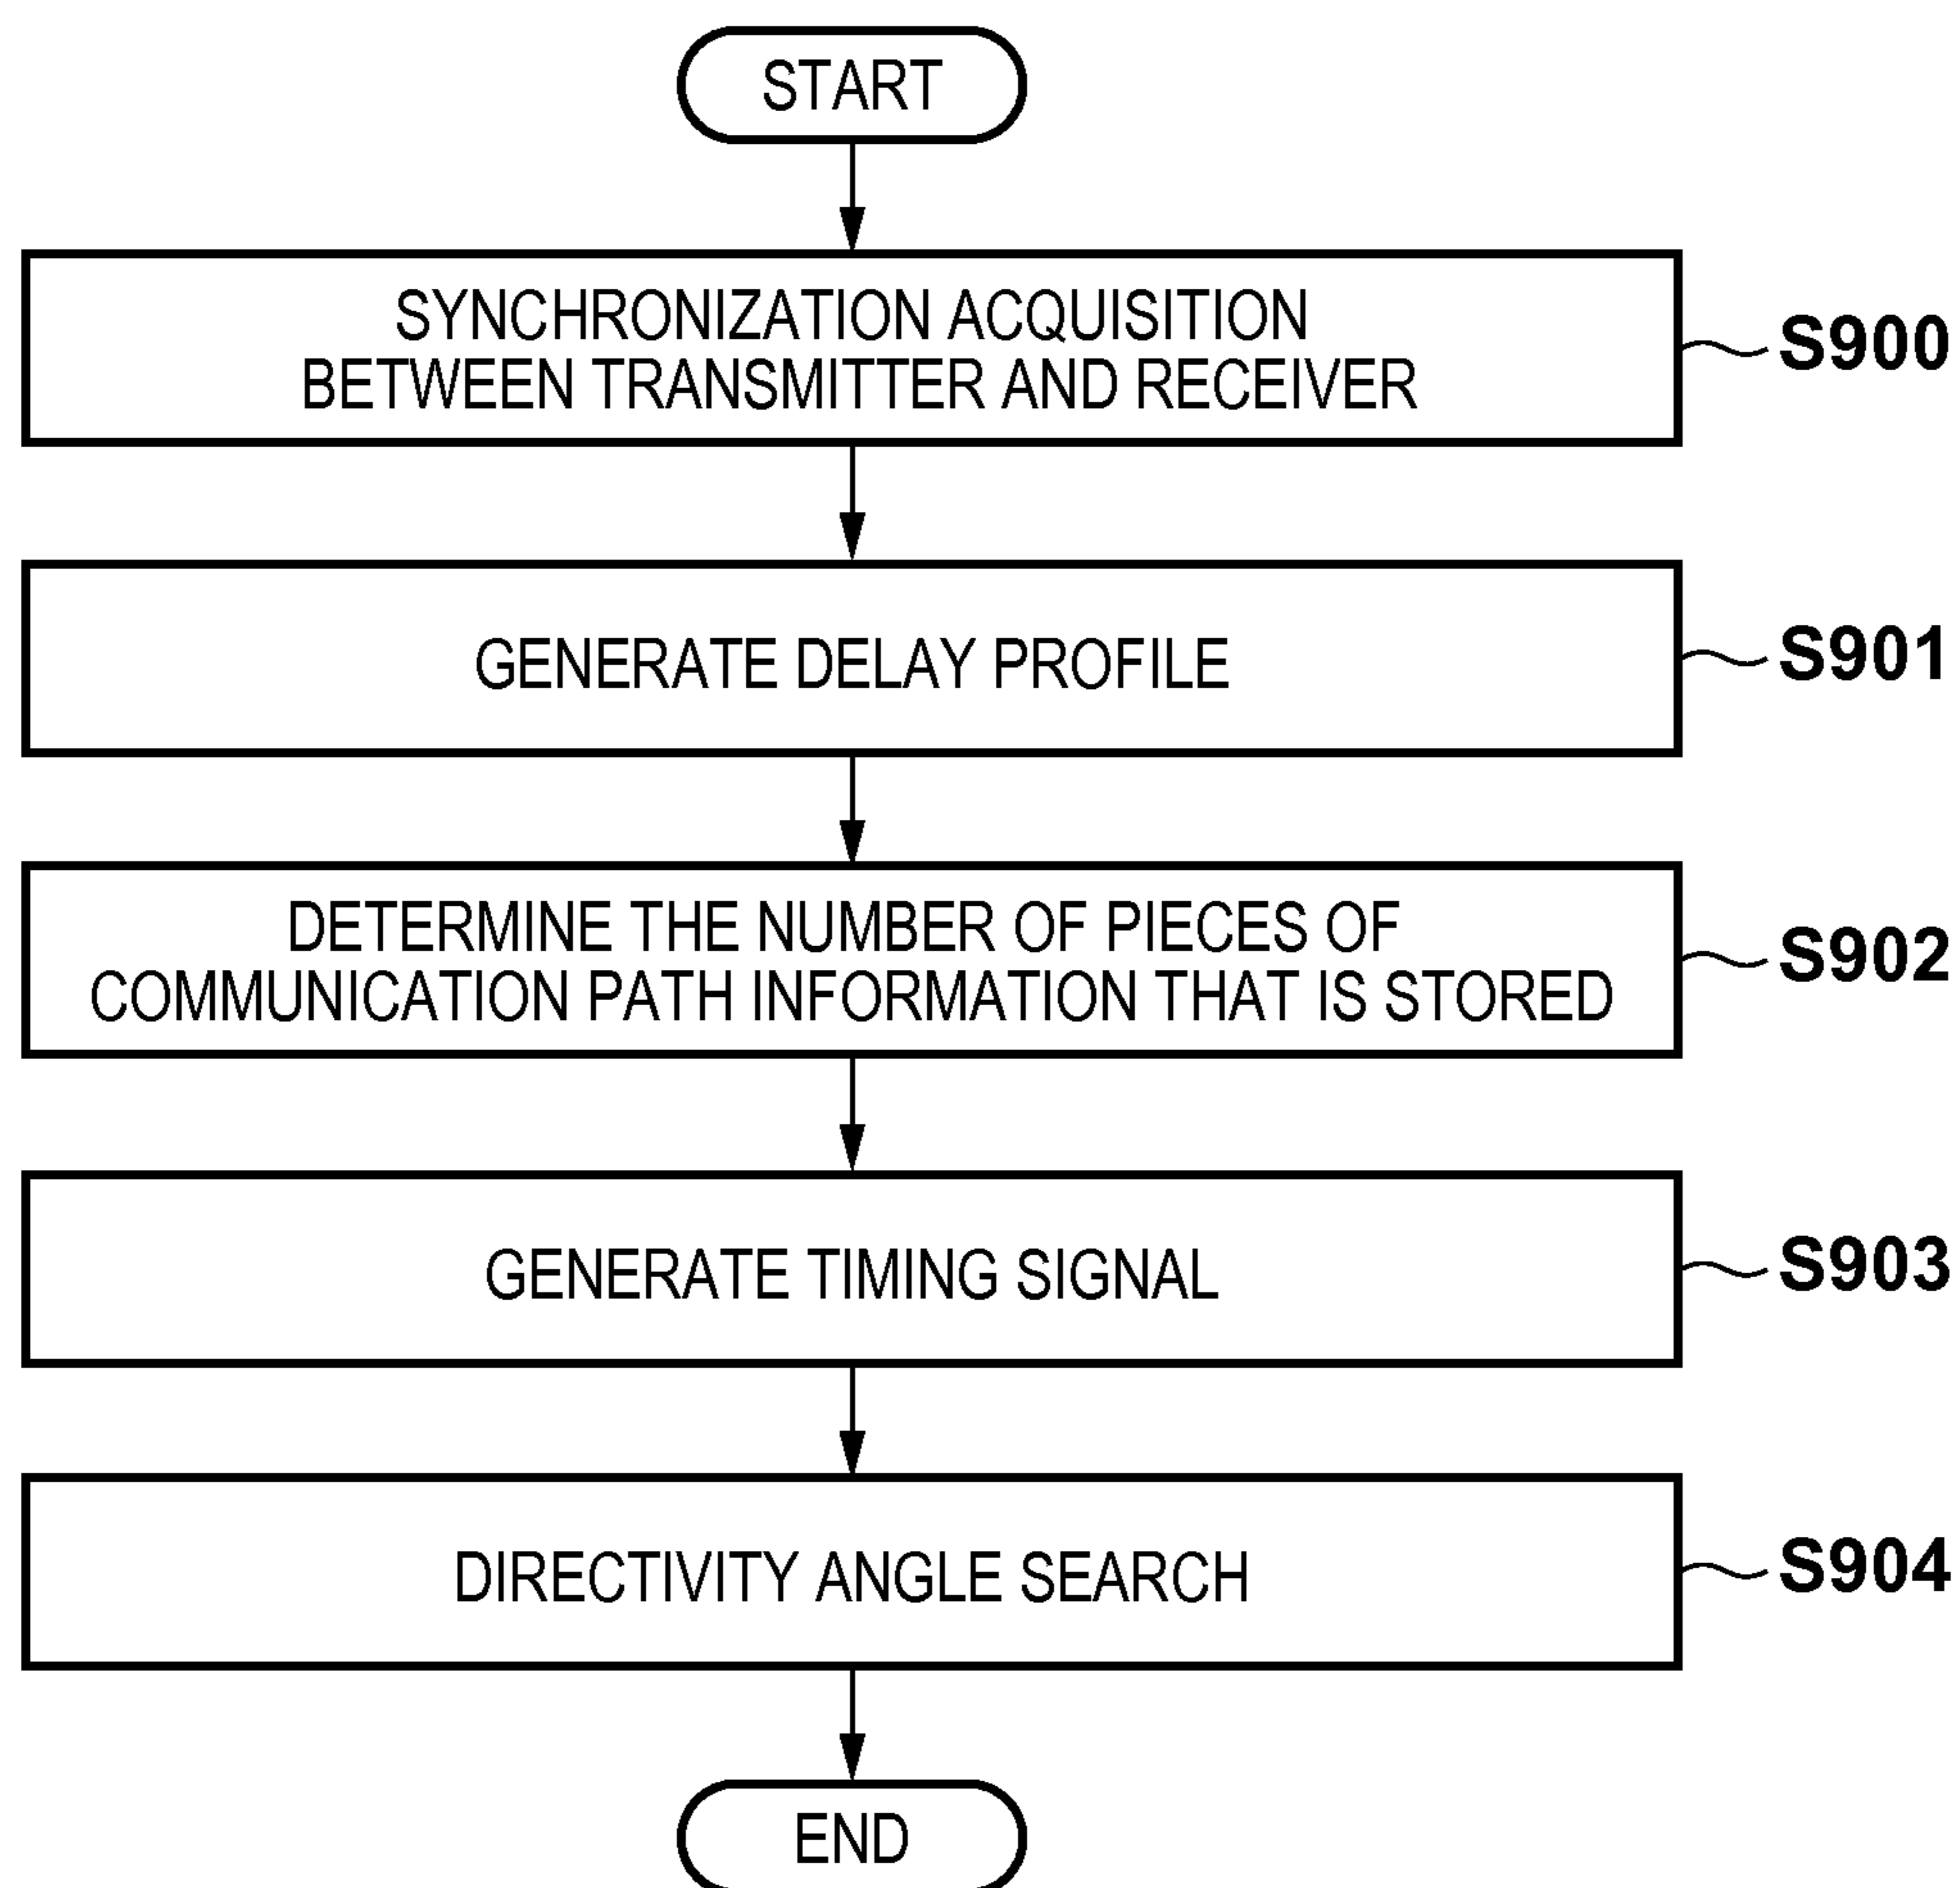 START
SYNCHRONIZATION ACQUISITION
BETWEEN TRANSMITTER AND RECEIVER
S900
GENERATE DELAY PROFILE
S901
DETERMINE THE NUMBER OF PIECES OF
COMMUNICATION PATH INFORMATION THAT IS STORED
S902
GENERATE TIMING SIGNAL
S903
DIRECTIVITY ANGLE SEARCH
S904
END